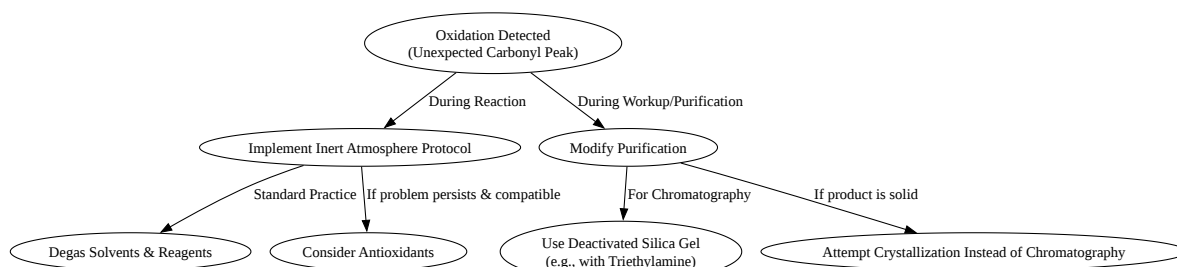 Oxidation Detected
(Unexpected Carbonyl Peak)
During Reaction
During Workup/Purification
Implement Inert Atmosphere Protocol
Modify Purification
Standard Practice
If problem persists & compatible
For Chromatography
If product is solid
Degas Solvents & Reagents
Consider Antioxidants
Use Deactivated Silica Gel
(e.g., with Triethylamine)
Attempt Crystallization Instead of Chromatography